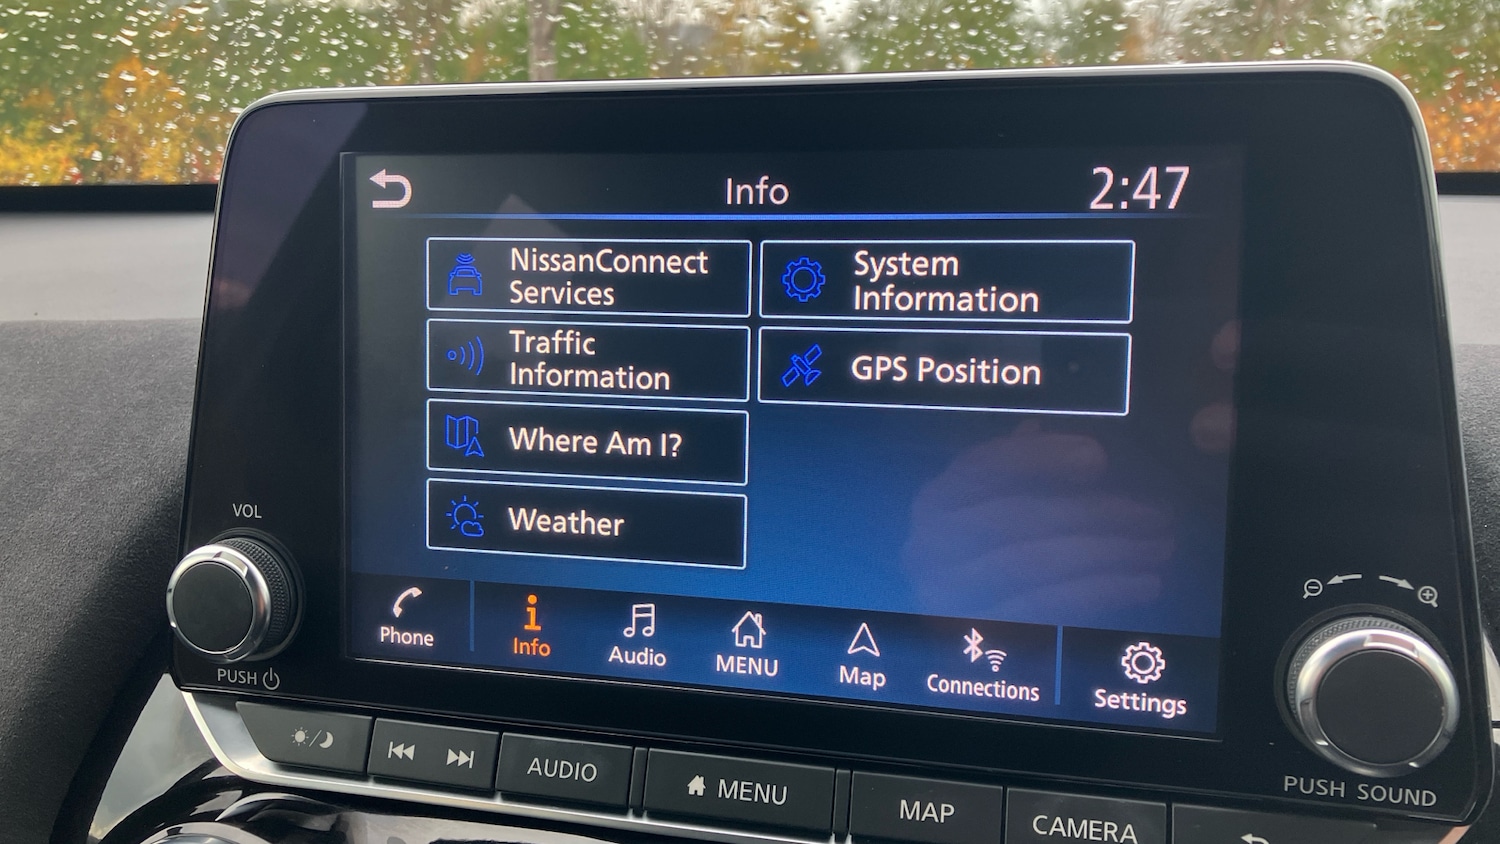 Info
2:47
NissanConnect
Services
System
Information
Traffic
Information
GPS Position
Where Am I?
Weather
VOL
PUSH
Phone
Info
Audio
MENU
Map
Connections
Settings
PUSH SOUND
AUDIO
MENU
MAP
CAMERA